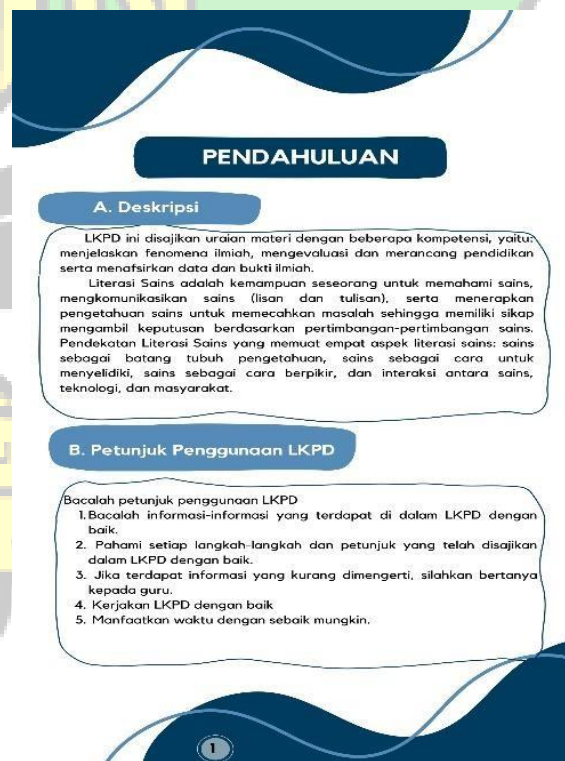 PENDAHULUAN
A. Deskripsi
LKPD ini disajikan uraian materi dengan beberapa kompetensi, yaitu:
menjelaskan fenomena ilmiah, mengevaluasi dan merancang pendidikan
serta menafsirkan data dan bukti ilmiah.
Literasi Sains adalah kemampuan seseorang untuk memahami sains,
mengkomunikasikan sains (lisan dan tulisan), serta menerapkan
pengetahuan sains untuk memecahkan masalah sehingga memiliki sikap
mengambil keputusan berdasarkan pertimbangan-pertimbangan sains.
Pendekatan Literasi Sains yang memuat empat aspek literasi sains: sains
sebagai batang tubuh pengetahuan, sains sebagai cara untuk
menyelidiki, sains sebagai cara berpikir, dan interaksi antara sains,
teknologi, dan masyarakat.
B. Petunjuk Penggunaan LKPD
Bacalah petunjuk penggunaan LKPD
1. Bacalah informasi-informasi yang terdapat di dalam LKPD dengan
baik.
2. Pahami setiap langkah-langkah dan petunjuk yang telah disajikan
dalam LKPD dengan baik.
3. Jika terdapat informasi yang kurang dimengerti, silahkan bertanya
kepada guru.
4. Kerjakan LKPD dengan baik
5. Manfaatkan waktu dengan sebaik mungkin.
1